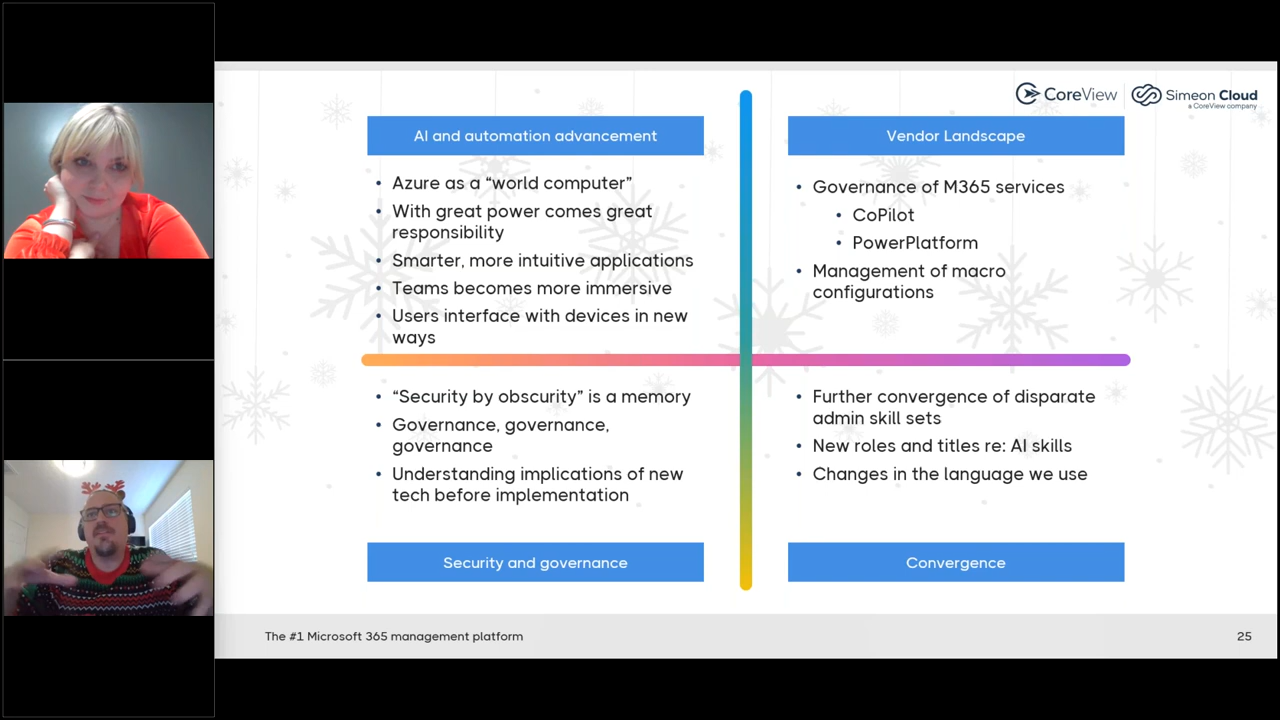 CoreView
Simeon Cloud
a CoreView company
AI and automation advancement
• Azure as a “world computer”
• With great power comes great
responsibility
• Smarter, more intuitive applications
• Teams becomes more immersive
• Users interface with devices in new
ways
Vendor Landscape
• Governance of M365 services
• CoPilot
• PowerPlatform
• Management of macro
configurations
• “Security by obscurity” is a memory
• Governance, governance,
governance
• Understanding implications of new
tech before implementation
Security and governance
• Further convergence of disparate
admin skill sets
• New roles and titles re: AI skills
• Changes in the language we use
Convergence
The #1 Microsoft 365 management platform
25